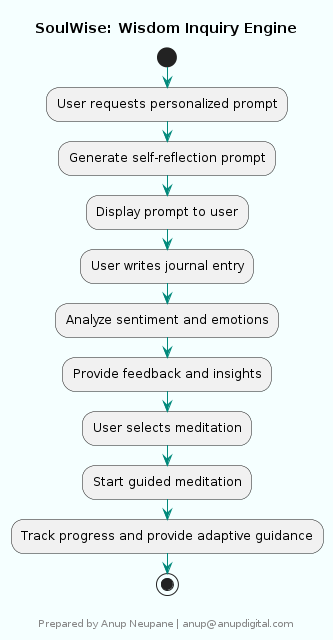 SoulWise: Wisdom Inquiry Engine
User requests personalized prompt
Generate self-reflection prompt
Display prompt to user
User writes journal entry
Analyze sentiment and emotions
Provide feedback and insights
User selects meditation
Start guided meditation
Track progress and provide adaptive guidance
Prepared by Anup Neupane | anup@anupdigital.com